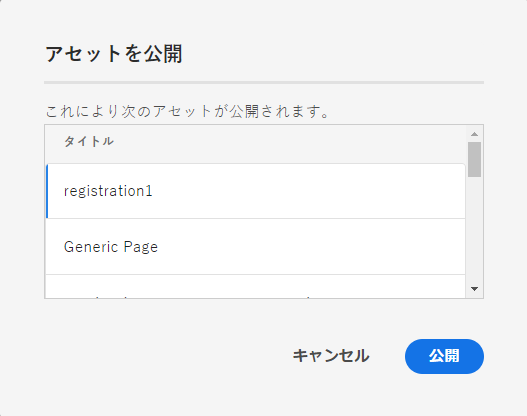 アセットを公開
これにより次のアセットが公開されます。
タイトル
registration1
Generic Page
キャンセル
公開